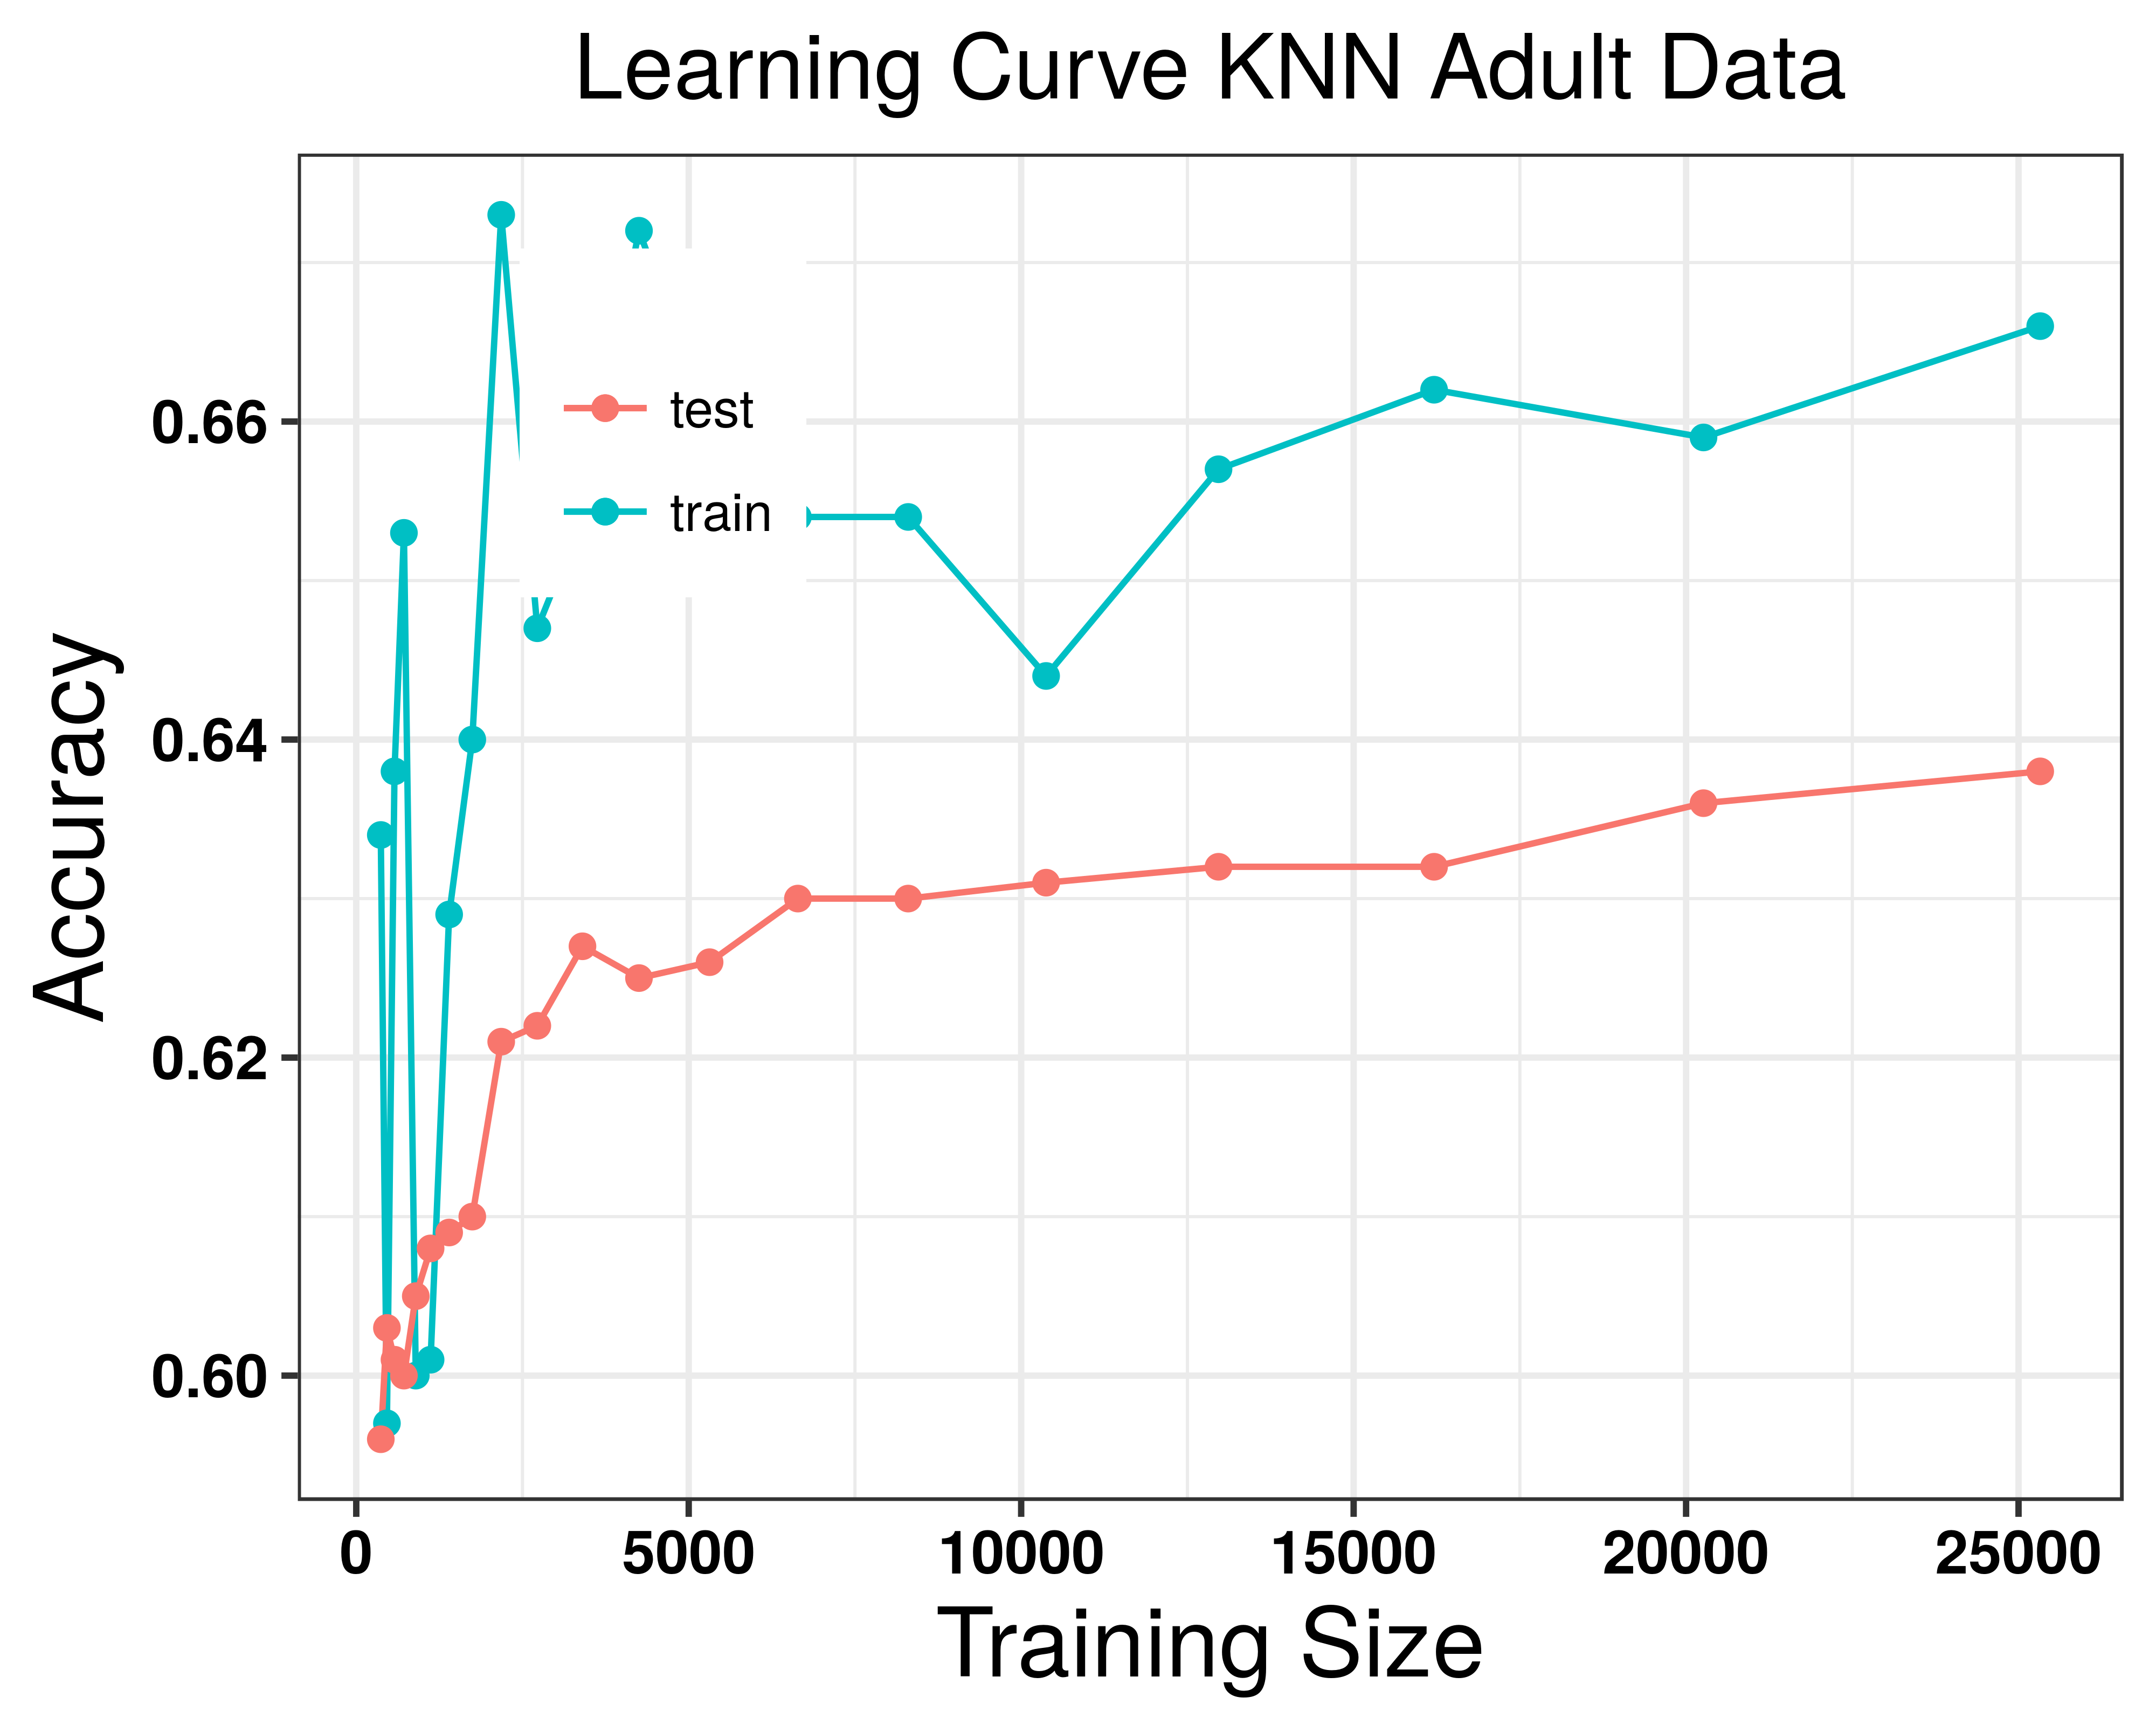 Learning Curve KNN Adult Data
Accuracy
0.66
0.64
0.62
0.60
test
train
0 5000 10000 15000 20000 25000
Training Size